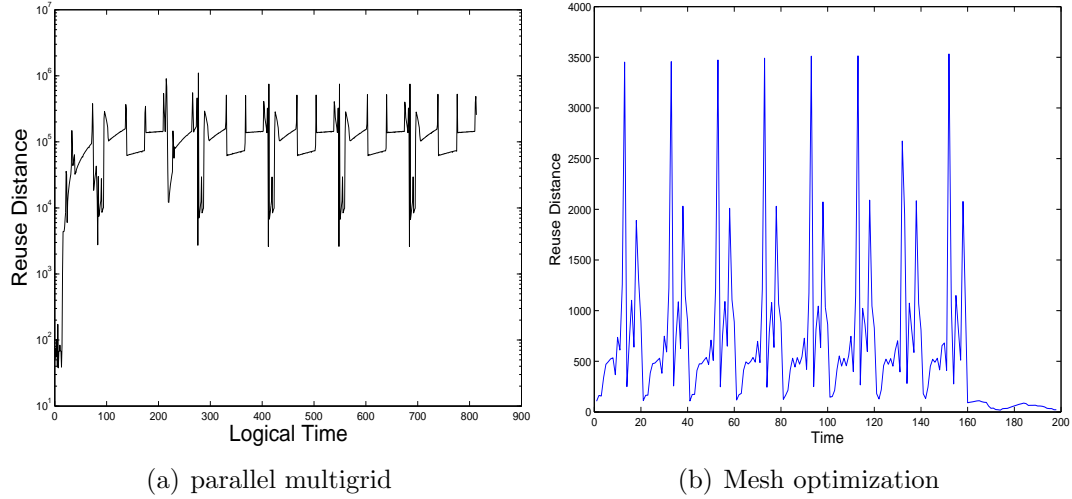 10^7
10^6
10^5
10^4
10^3
10^2
10^1
Reuse Distance
0 100 200 300 400 500 600 700 800 900
Logical Time
(a) parallel multigrid
4000
3500
3000
2500
2000
1500
1000
500
0
Reuse Distance
0 20 40 60 80 100 120 140 160 180 200
Time
(b) Mesh optimization